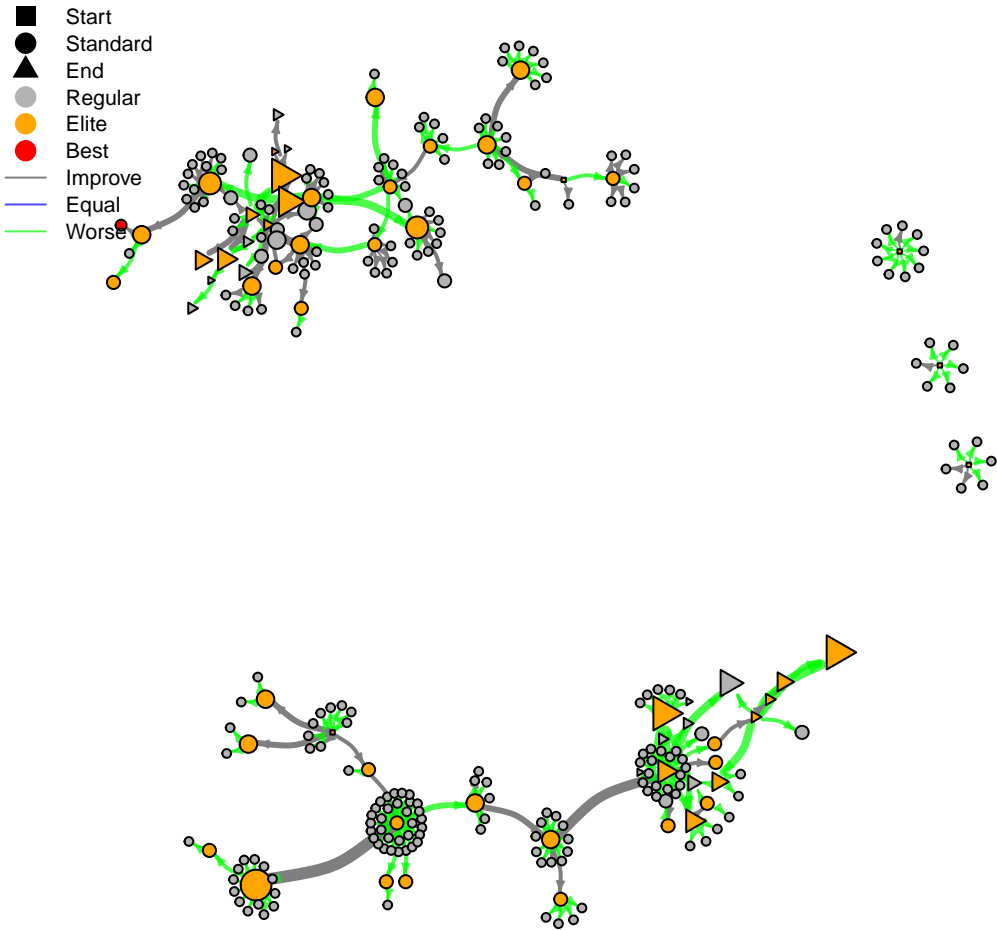 Start
Standard
End
Regular
Elite
Best
Improve
Equal
Worse